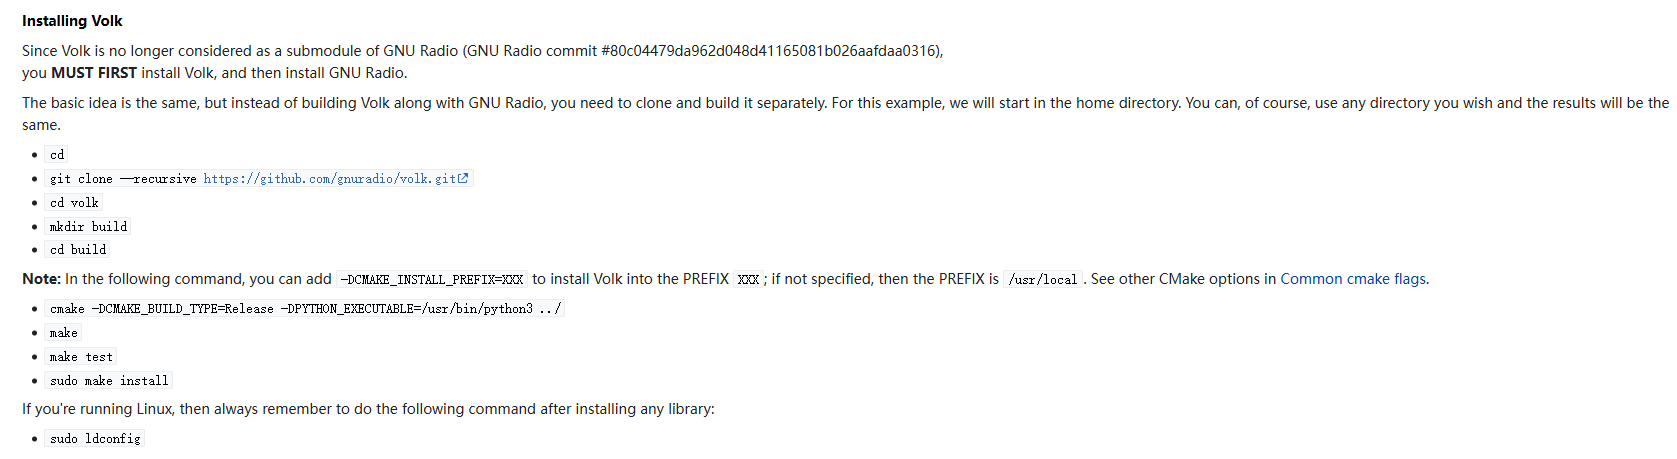 Installing Volk
Since Volk is no longer considered as a submodule of GNU Radio (GNU Radio commit #80c04479da962d048d41165081b026aafdaa0316),
you MUST FIRST install Volk, and then install GNU Radio.
The basic idea is the same, but instead of building Volk along with GNU Radio, you need to clone and build it separately. For this example, we will start in the home directory. You can, of course, use any directory you wish and the results will be the
same.
• cd
• git clone --recursive https://github.com/gnuradio/volk.git
• cd volk
• mkdir build
• cd build
Note: In the following command, you can add -DCMAKE_INSTALL_PREFIX=XXX to install Volk into the PREFIX XXX; if not specified, then the PREFIX is /usr/local. See other CMake options in Common cmake flags.
• cmake -DCMAKE_BUILD_TYPE=Release -DPYTHON_EXECUTABLE=/usr/bin/python3 ../
• make
• make test
• sudo make install
If you're running Linux, then always remember to do the following command after installing any library:
• sudo ldconfig